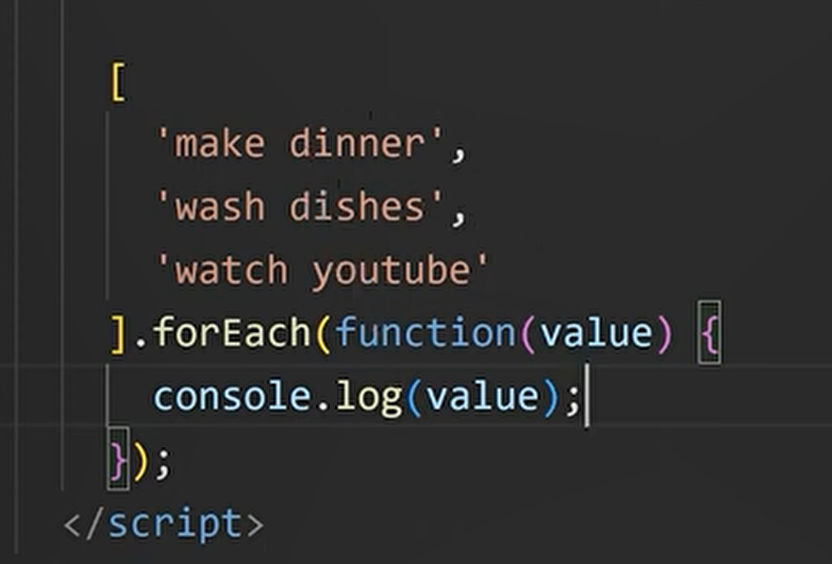 [
'make dinner',
'wash dishes',
'watch youtube'
].forEach(function(value) {
console.log(value);
});
</script>